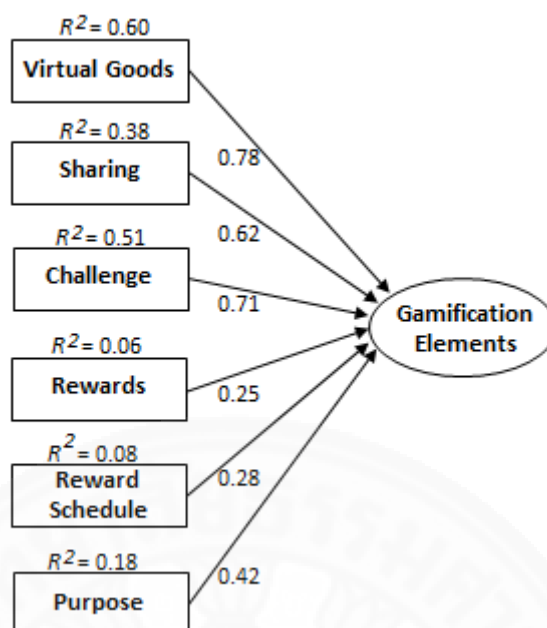 R² = 0.60
Virtual Goods
R² = 0.38
Sharing
0.78
R² = 0.51
Challenge
0.62
0.71
Gamification
Elements
R² = 0.06
Rewards
0.25
R² = 0.08
Reward
Schedule
0.28
R² = 0.18
Purpose
0.42